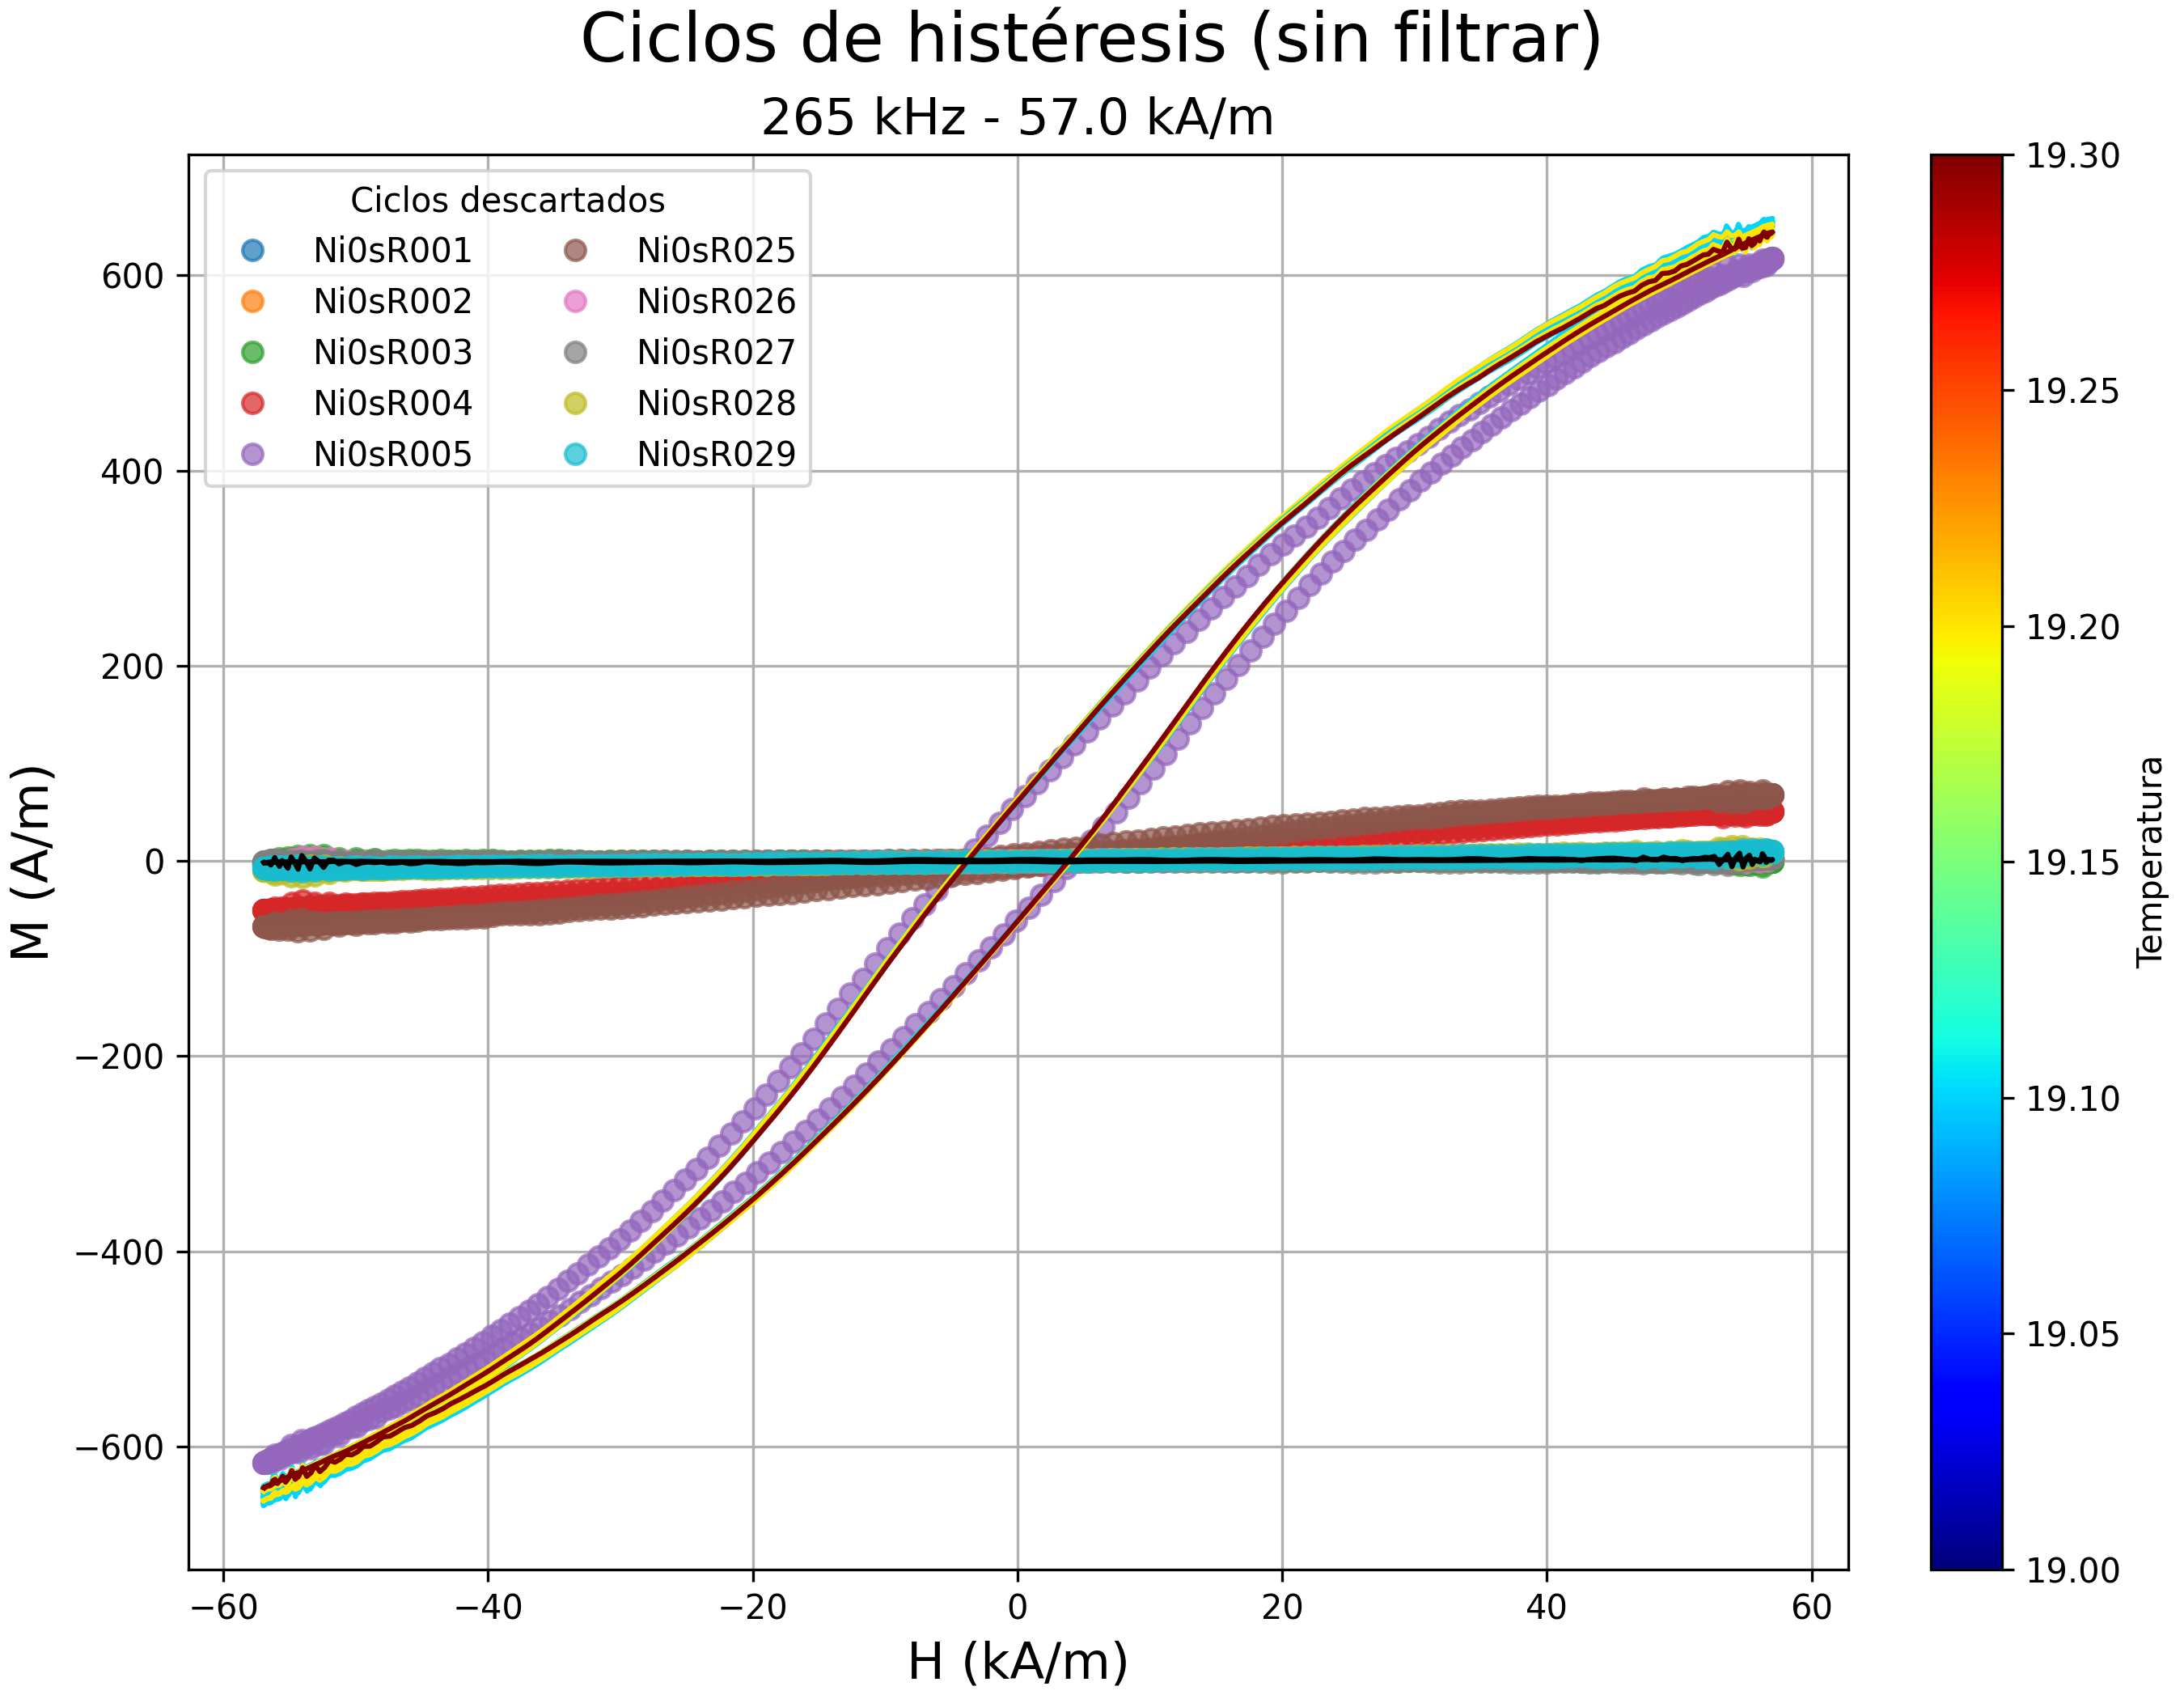 Ciclos de histéresis (sin filtrar)
265 kHz - 57.0 kA/m
Ciclos descartados
Ni0sR001
Ni0sR002
Ni0sR003
Ni0sR004
Ni0sR005
Ni0sR025
Ni0sR026
Ni0sR027
Ni0sR028
Ni0sR029
M (A/m)
600
400
200
0
−200
−400
−600
−60
−40
−20
0
20
40
60
H (kA/m)
19.30
19.25
19.20
19.15
19.10
19.05
19.00
Temperatura